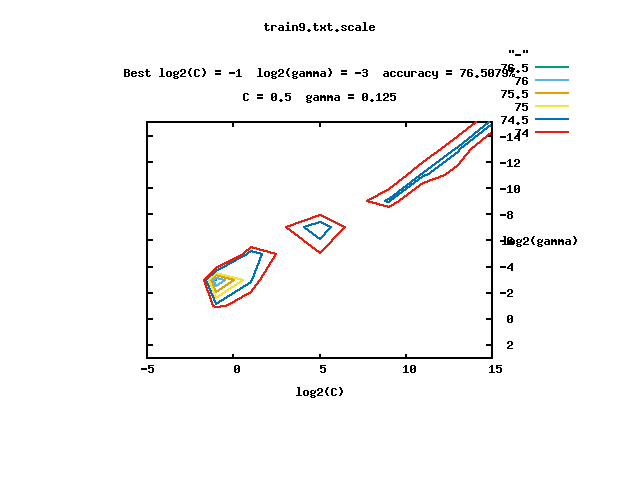 train9.txt.scale
"-"
Best log2(C) = -1  log2(gamma) = -3  accuracy = 76.5079%
76.5
76
C = 0.5  gamma = 0.125
75.5
75
74.5
74
-14
-12
-10
-8
-6
log2(gamma)
-4
-2
0
2
-5 0 5 10 15
log2(C)